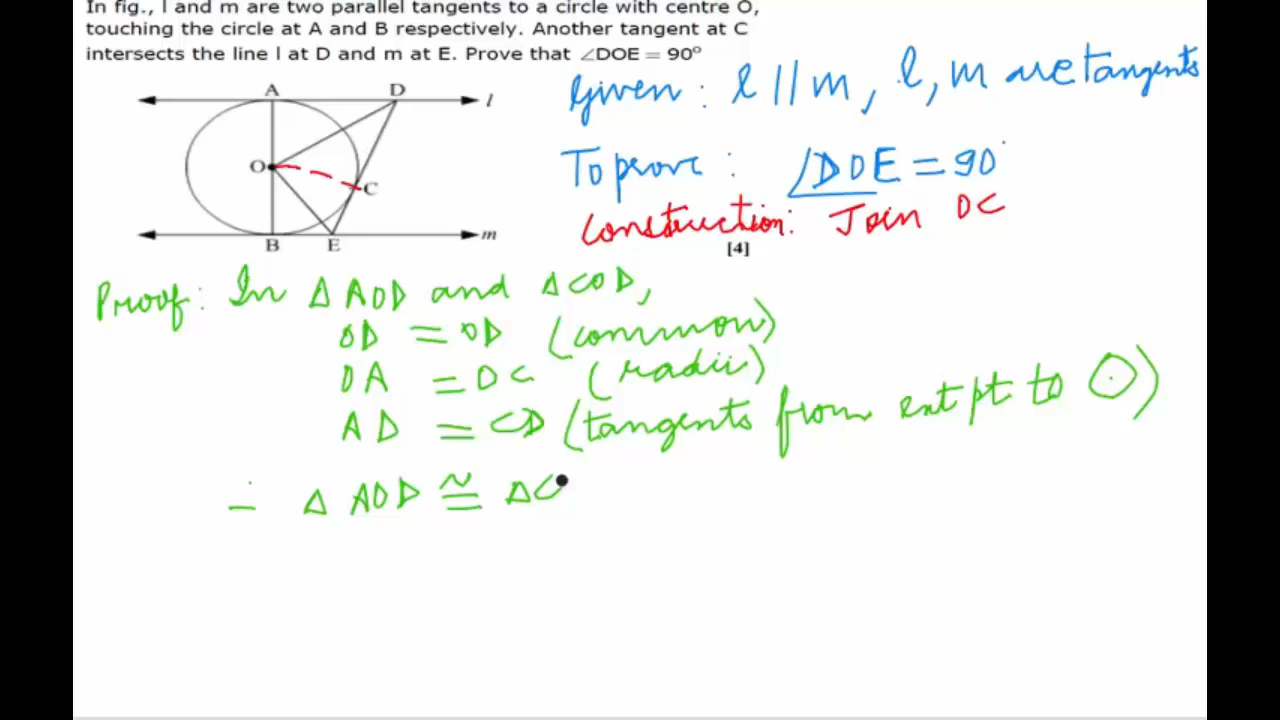 In fig., l and m are two parallel tangents to a circle with centre O,
touching the circle at A and B respectively. Another tangent at C
intersects the line l at D and m at E. Prove that ∠DOE = 90°
A
D
l
O
C
B
E
m
Given : l || m, l, m are tangents
To prove : ∠DOE = 90°
Construction: Join OC
[4]
Proof: In Δ AOD and ΔCOD,
OD = OD (common)
OA = OC (radii)
AD = CD (tangents from ext pt to ⊙)
∴ Δ AOD ≅ ΔC